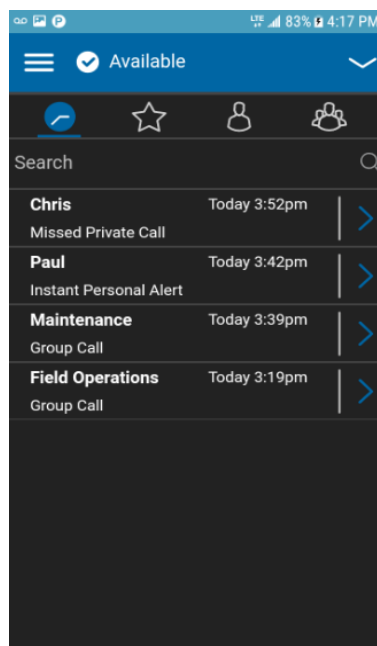 LTE 83% 4:17 PM
Available
Search
Chris Today 3:52pm
Missed Private Call
Paul Today 3:42pm
Instant Personal Alert
Maintenance Today 3:39pm
Group Call
Field Operations Today 3:19pm
Group Call